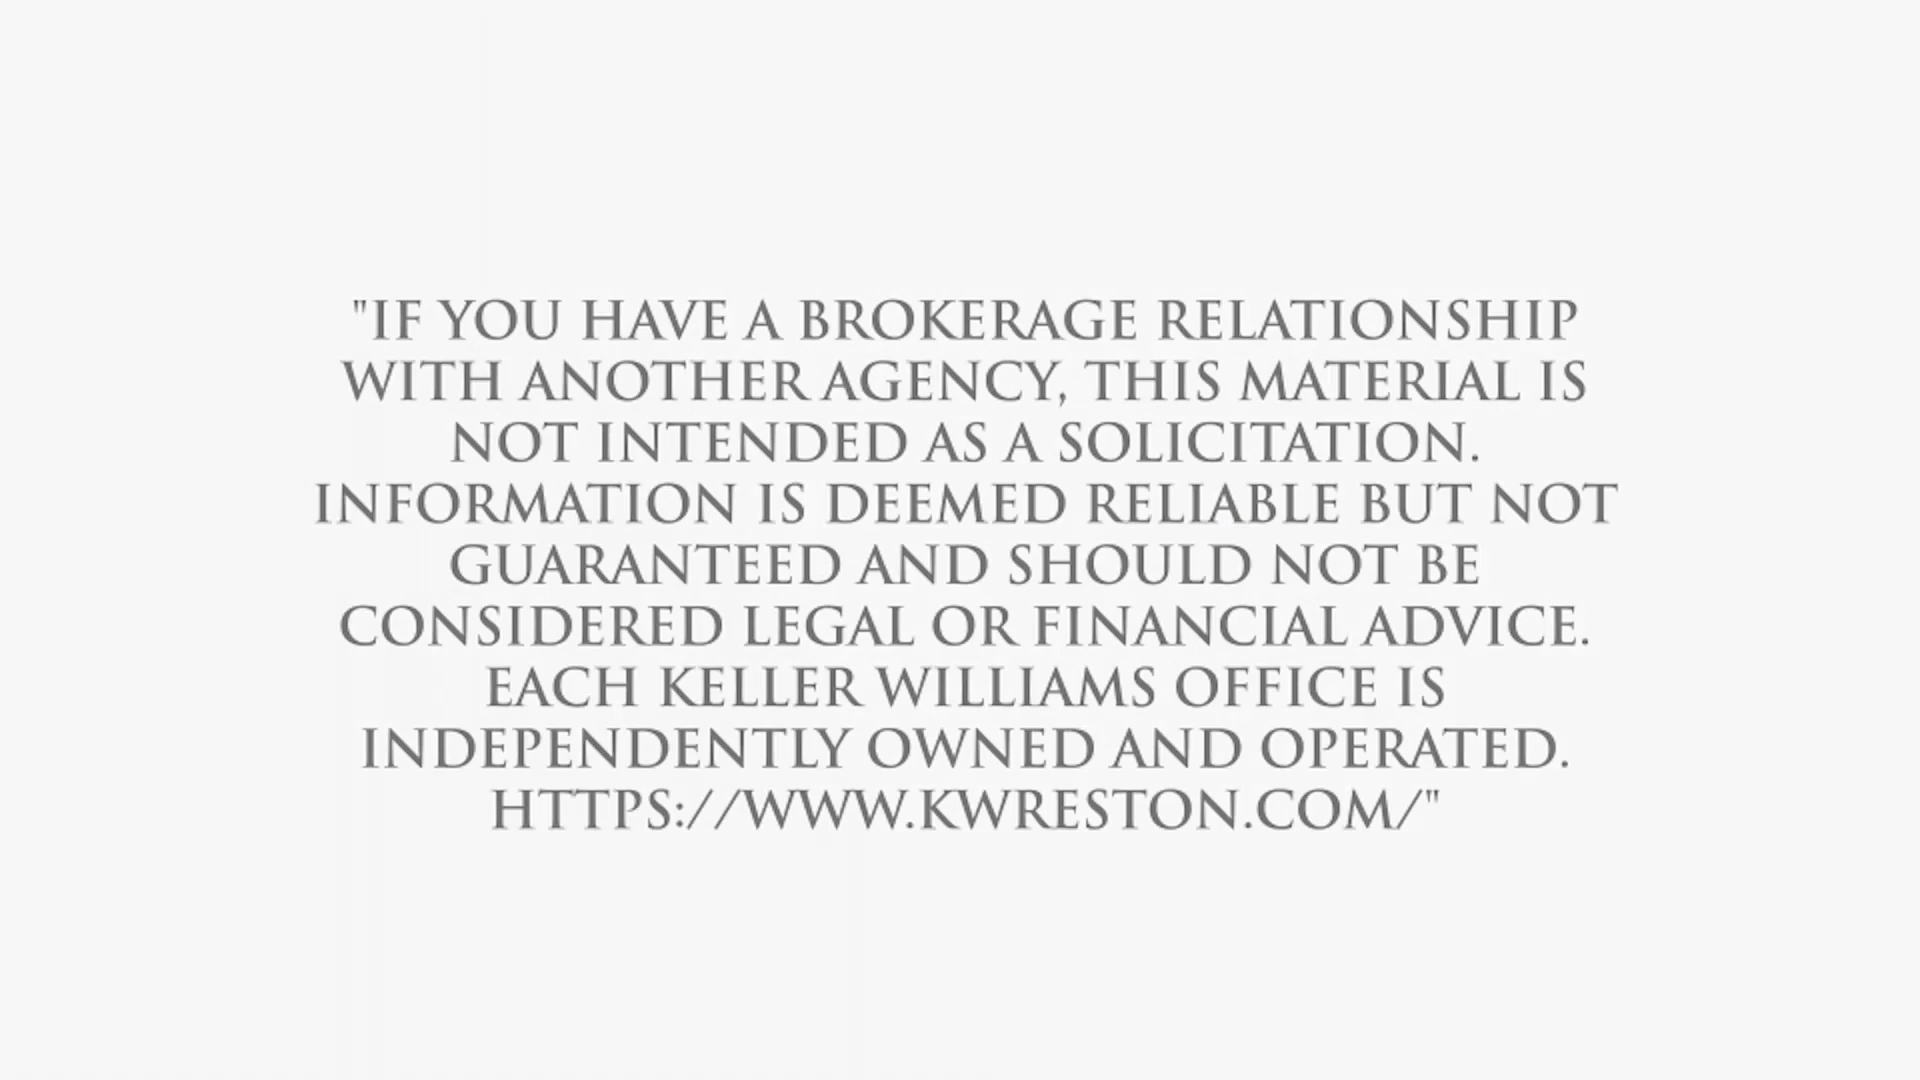 "IF YOU HAVE A BROKERAGE RELATIONSHIP
WITH ANOTHER AGENCY, THIS MATERIAL IS
NOT INTENDED AS A SOLICITATION.
INFORMATION IS DEEMED RELIABLE BUT NOT
GUARANTEED AND SHOULD NOT BE
CONSIDERED LEGAL OR FINANCIAL ADVICE.
EACH KELLER WILLIAMS OFFICE IS
INDEPENDENTLY OWNED AND OPERATED.
HTTPS://WWW.KWRESTON.COM/"